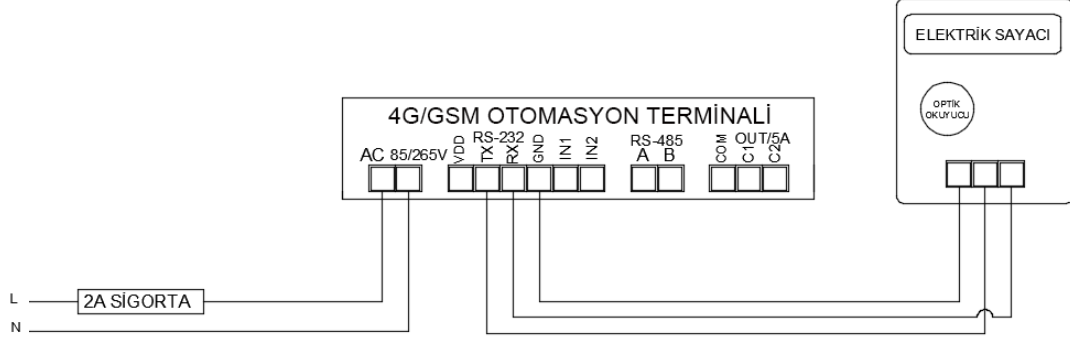 ELEKTRİK SAYACI
OPTİK
OKUYUCU
4G/GSM OTOMASYON TERMİNALİ
RS-232 RS-485 OUT/5A
AC 85/265V VDD TX RX GND IN1 IN2 A B COM C1 C2
L 2A SİGORTA
N